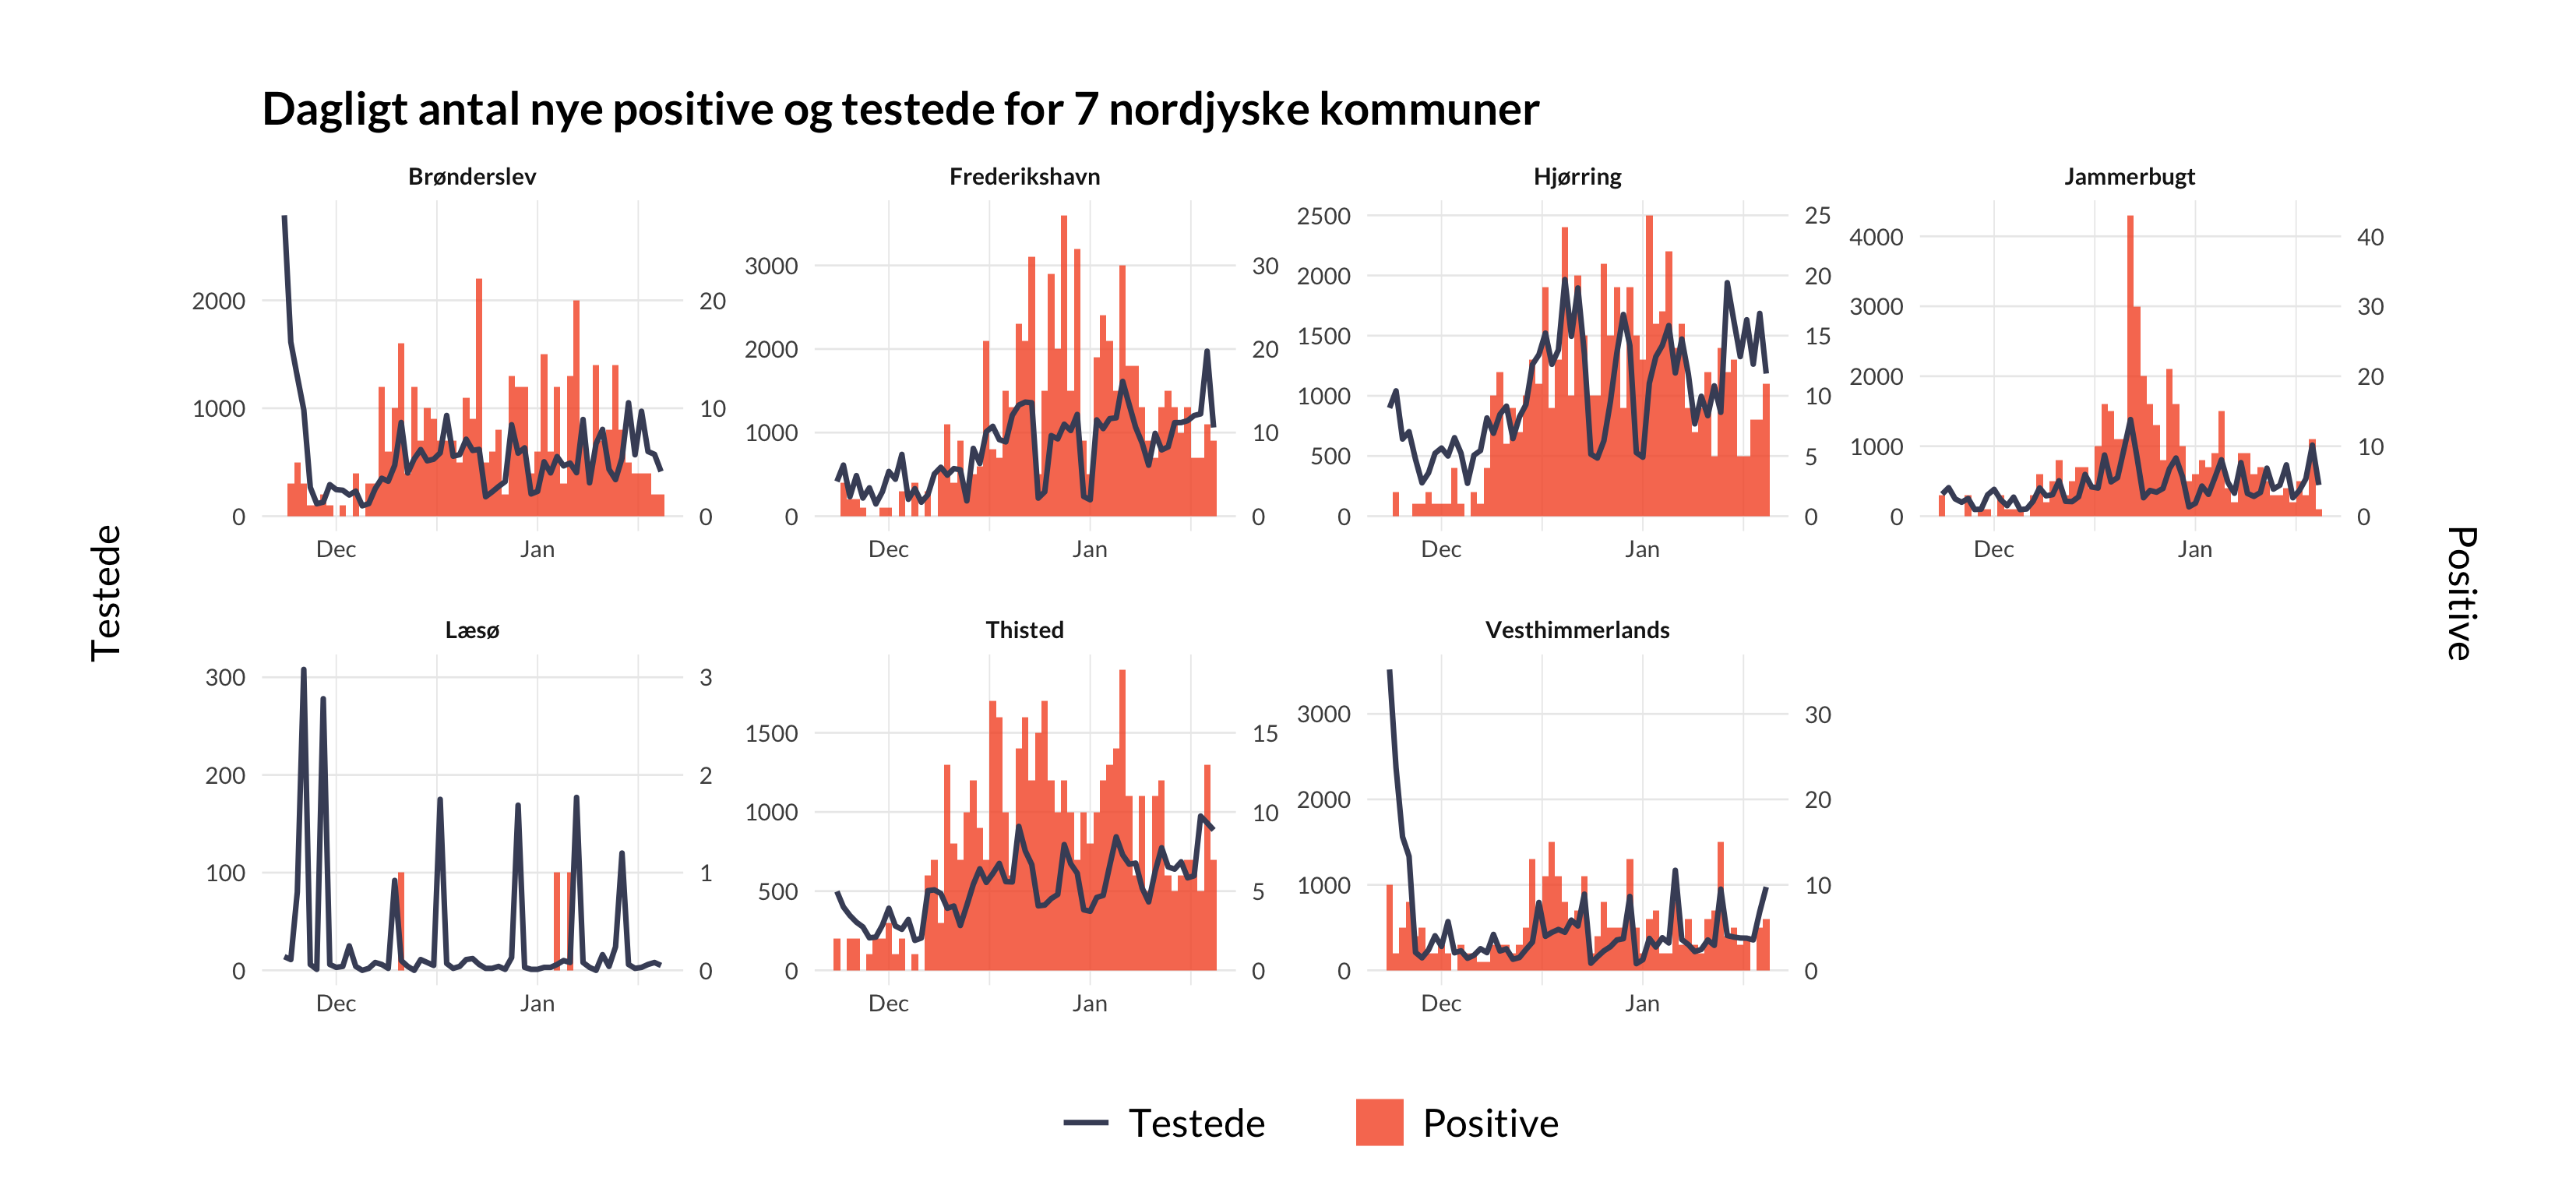 Dagligt antal nye positive og testede for 7 nordjyske kommuner
Brønderslev
Frederikshavn
Hjørring
Jammerbugt
2000
1000
0
20
10
0
Dec
Jan
3000
2000
1000
0
30
20
10
0
Dec
Jan
2500
2000
1500
1000
500
0
25
20
15
10
5
0
Dec
Jan
4000
3000
2000
1000
0
40
30
20
10
0
Dec
Jan
Testede
Positive
Læsø
Thisted
Vesthimmerlands
300
200
100
0
3
2
1
0
Dec
Jan
1500
1000
500
0
15
10
5
0
Dec
Jan
3000
2000
1000
0
30
20
10
0
Dec
Jan
Testede
Positive